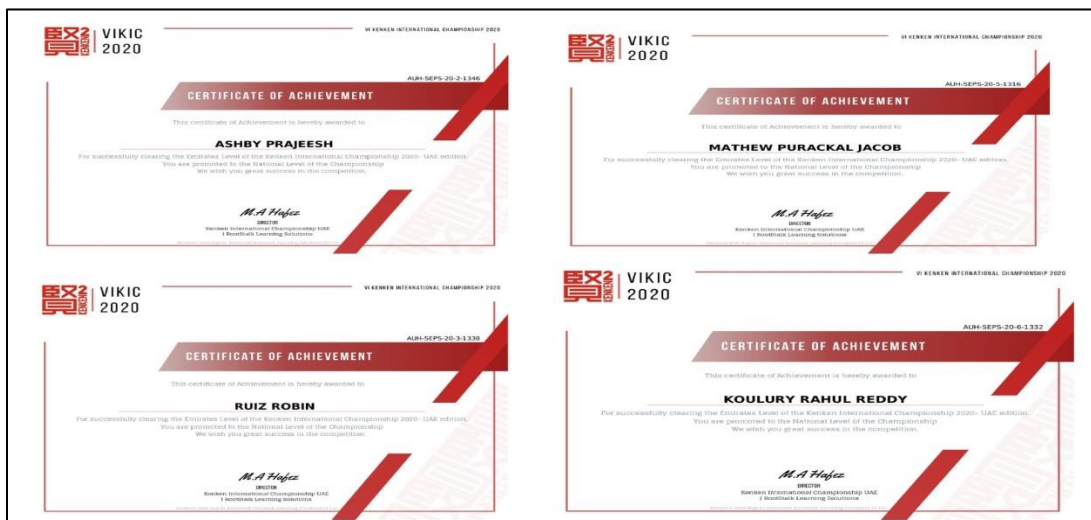 VIKIC
2020
VI KENKEN INTERNATIONAL CHAMPIONSHIP 2020
AUH-SEPS-20-2-1346
CERTIFICATE OF ACHIEVEMENT
This certificate of Achievement is hereby awarded to
ASHBY PRAJEESH
For successfully clearing the Emirates Level of the Kenken International Championship 2020- UAE edition.
You are promoted to the National Level of the Championship
We wish you great success in the competition.
M.A Hafez
DIRECTOR
Kenken International Championship UAE
| RootStalk Learning Solutions
VIKIC
2020
VI KENKEN INTERNATIONAL CHAMPIONSHIP 2020
AUH-SEPS-20-5-1316
CERTIFICATE OF ACHIEVEMENT
This certificate of Achievement is hereby awarded to
MATHEW PURACKAL JACOB
For successfully clearing the Emirates Level of the Kenken International Championship 2020- UAE edition.
You are promoted to the National Level of the Championship
We wish you great success in the competition.
M.A Hafez
DIRECTOR
Kenken International Championship UAE
| RootStalk Learning Solutions
VIKIC
2020
VI KENKEN INTERNATIONAL CHAMPIONSHIP 2020
AUH-SEPS-20-3-1338
CERTIFICATE OF ACHIEVEMENT
This certificate of Achievement is hereby awarded to
RUIZ ROBIN
For successfully clearing the Emirates Level of the Kenken International Championship 2020- UAE edition.
You are promoted to the National Level of the Championship
We wish you great success in the competition.
M.A Hafez
DIRECTOR
Kenken International Championship UAE
| RootStalk Learning Solutions
VIKIC
2020
VI KENKEN INTERNATIONAL CHAMPIONSHIP 2020
AUH-SEPS-20-6-1332
CERTIFICATE OF ACHIEVEMENT
This certificate of Achievement is hereby awarded to
KOULURY RAHUL REDDY
For successfully clearing the Emirates Level of the Kenken International Championship 2020- UAE edition.
You are promoted to the National Level of the Championship
We wish you great success in the competition.
M.A Hafez
DIRECTOR
Kenken International Championship UAE
| RootStalk Learning Solutions